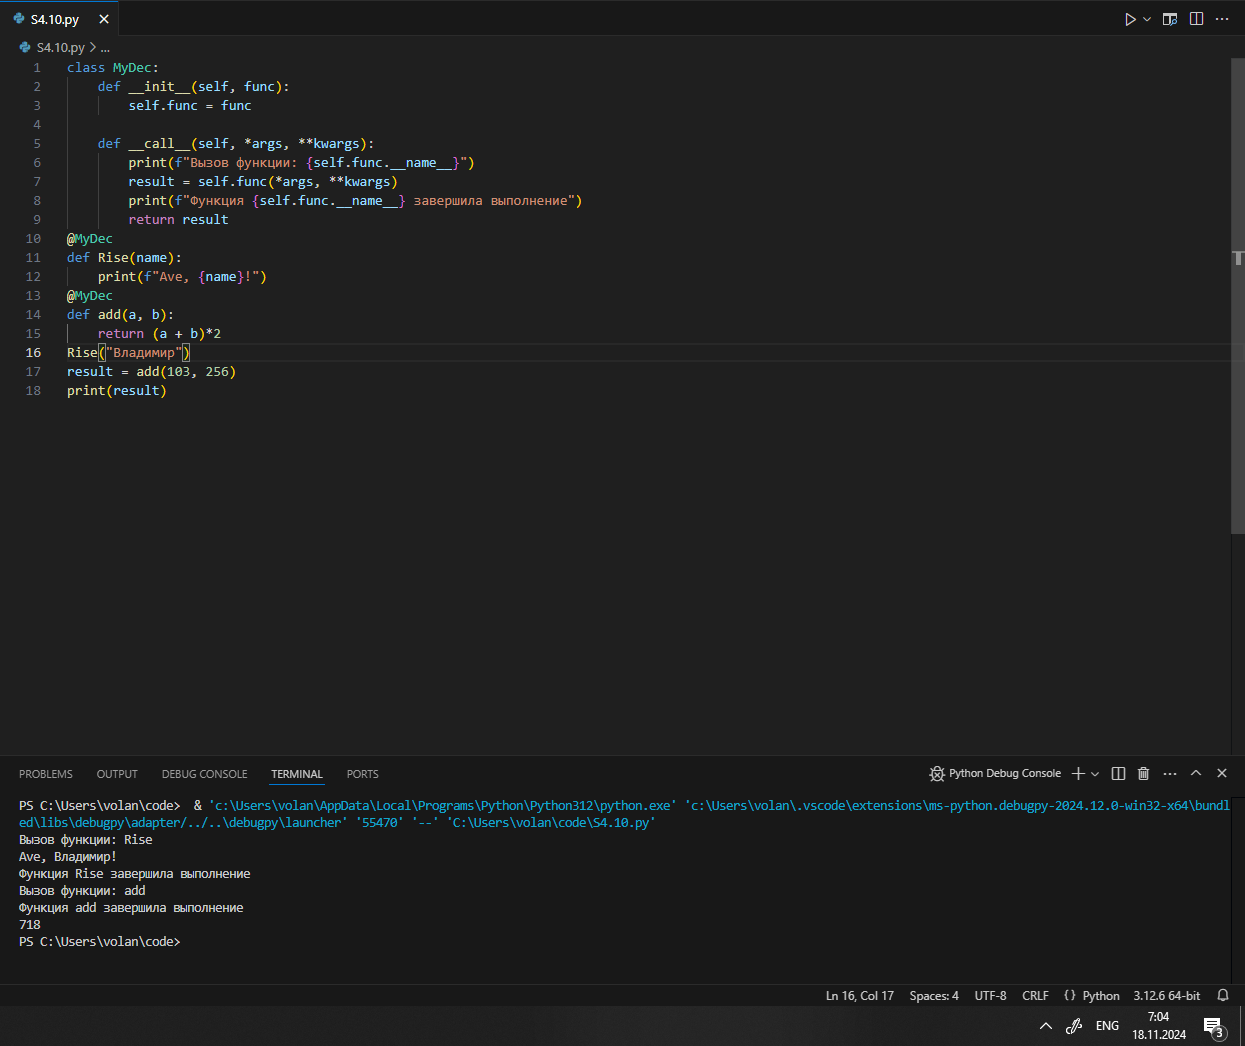 S4.10.py
S4.10.py > ...
1 class MyDec:
2     def __init__(self, func):
3         self.func = func
4
5     def __call__(self, *args, **kwargs):
6         print(f"Вызов функции: {self.func.__name__}")
7         result = self.func(*args, **kwargs)
8         print(f"Функция {self.func.__name__} завершила выполнение")
9         return result
10 @MyDec
11 def Rise(name):
12     print(f"Ave, {name}!")
13 @MyDec
14 def add(a, b):
15     return (a + b)*2
16 Rise("Владимир")
17 result = add(103, 256)
18 print(result)
PROBLEMS OUTPUT DEBUG CONSOLE TERMINAL PORTS Python Debug Console
PS C:\Users\volan\code>  & 'c:\Users\volan\AppData\Local\Programs\Python\Python312\python.exe' 'c:\Users\volan\.vscode\extensions\ms-python.debugpy-2024.12.0-win32-x64\bundl
ed\libs\debugpy\adapter/../..\debugpy\launcher' '55470' '--' 'C:\Users\volan\code\S4.10.py'
Вызов функции: Rise
Ave, Владимир!
Функция Rise завершила выполнение
Вызов функции: add
Функция add завершила выполнение
718
PS C:\Users\volan\code>
Ln 16, Col 17 Spaces: 4 UTF-8 CRLF {} Python 3.12.6 64-bit
ENG 7:04
18.11.2024 3